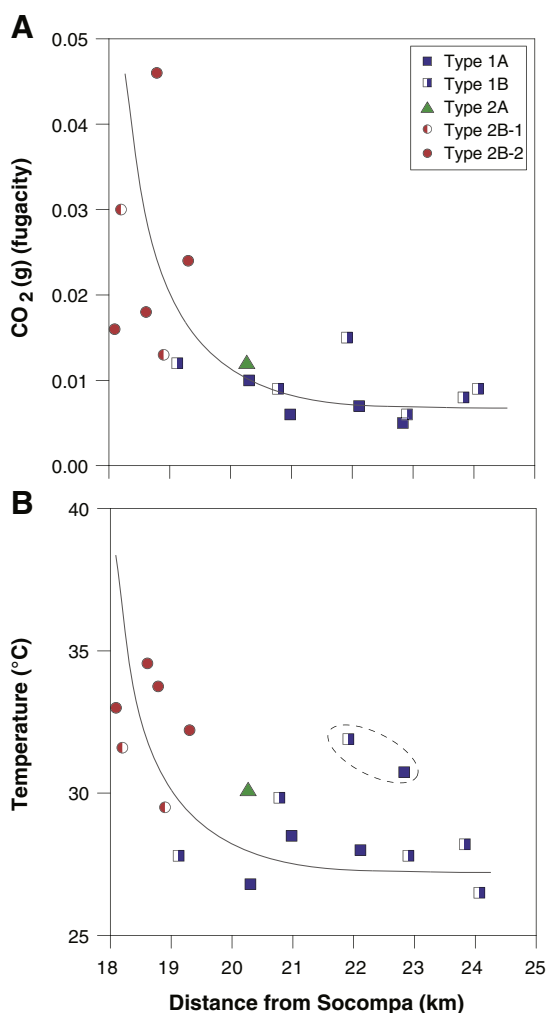 A
CO2 (g) (fugacity)
0.05
0.04
0.03
0.02
0.01
0.00
Type 1A
Type 1B
Type 2A
Type 2B-1
Type 2B-2
B
Temperature (°C)
40
35
30
25
18 19 20 21 22 23 24 25
Distance from Socompa (km)